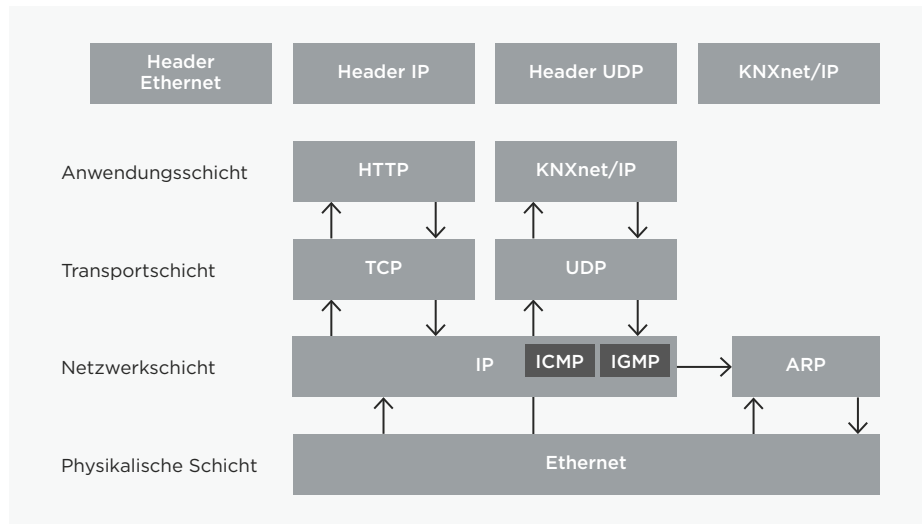 Header
Ethernet
Header IP
Header UDP
KNXnet/IP
Anwendungsschicht
HTTP
KNXnet/IP
Transportschicht
TCP
UDP
Netzwerkschicht
IP
ICMP
IGMP
ARP
Physikalische Schicht
Ethernet